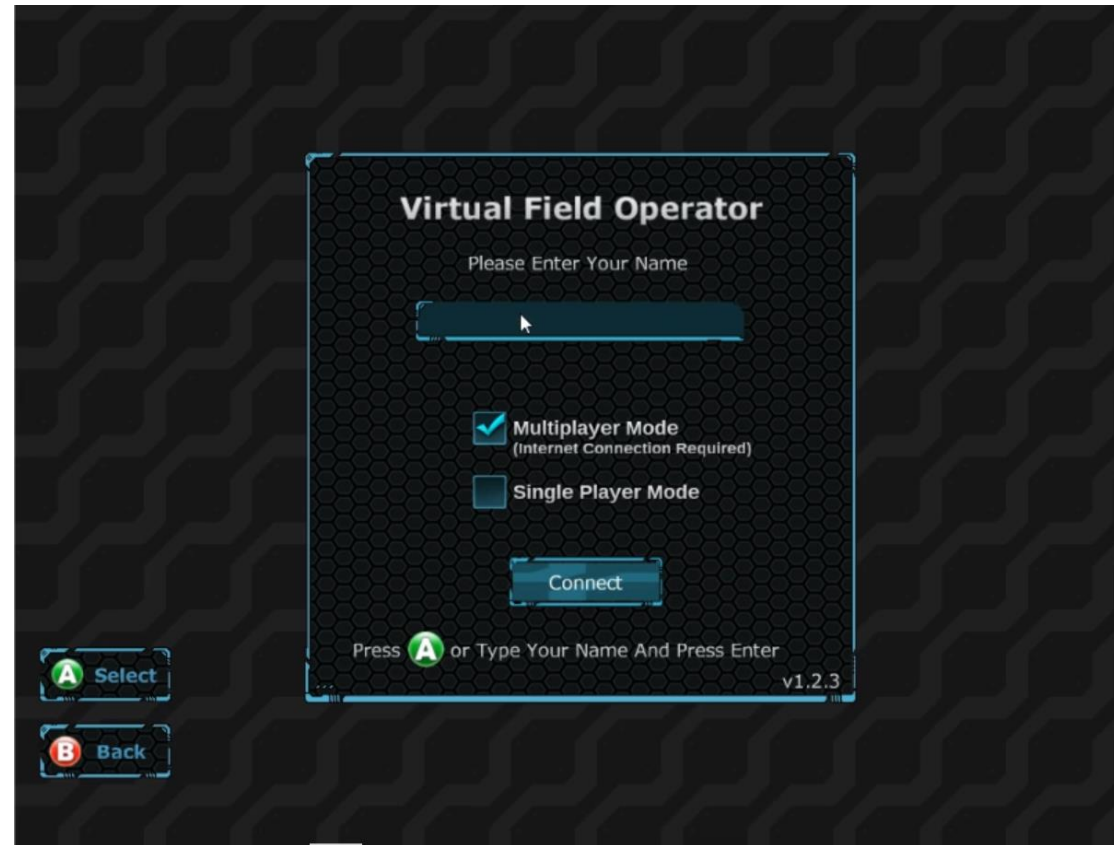 Virtual Field Operator
Please Enter Your Name
Multiplayer Mode
(Internet Connection Required)
Single Player Mode
Connect
Press A or Type Your Name And Press Enter
v1.2.3
A Select
B Back